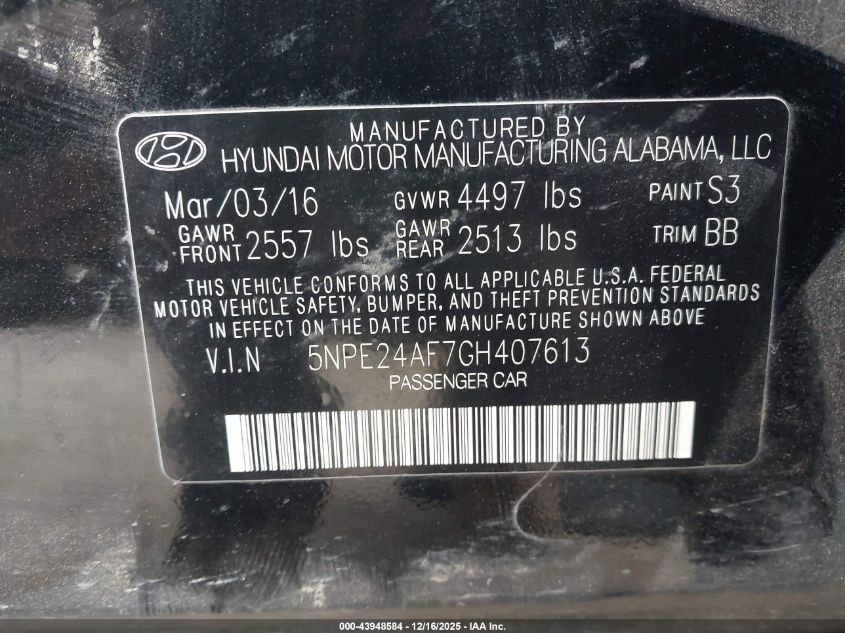 MANUFACTURED BY
HYUNDAI MOTOR MANUFACTURING ALABAMA, LLC
Mar/03/16 GVWR 4497 lbs PAINT S3
GAWR FRONT 2557 lbs GAWR REAR 2513 lbs TRIM BB
THIS VEHICLE CONFORMS TO ALL APPLICABLE U.S.A. FEDERAL
MOTOR VEHICLE SAFETY, BUMPER, AND THEFT PREVENTION STANDARDS
IN EFFECT ON THE DATE OF MANUFACTURE SHOWN ABOVE
V.I.N 5NPE24AF7GH407613
PASSENGER CAR
000-43948584 - 12/16/2025 - IAA Inc.